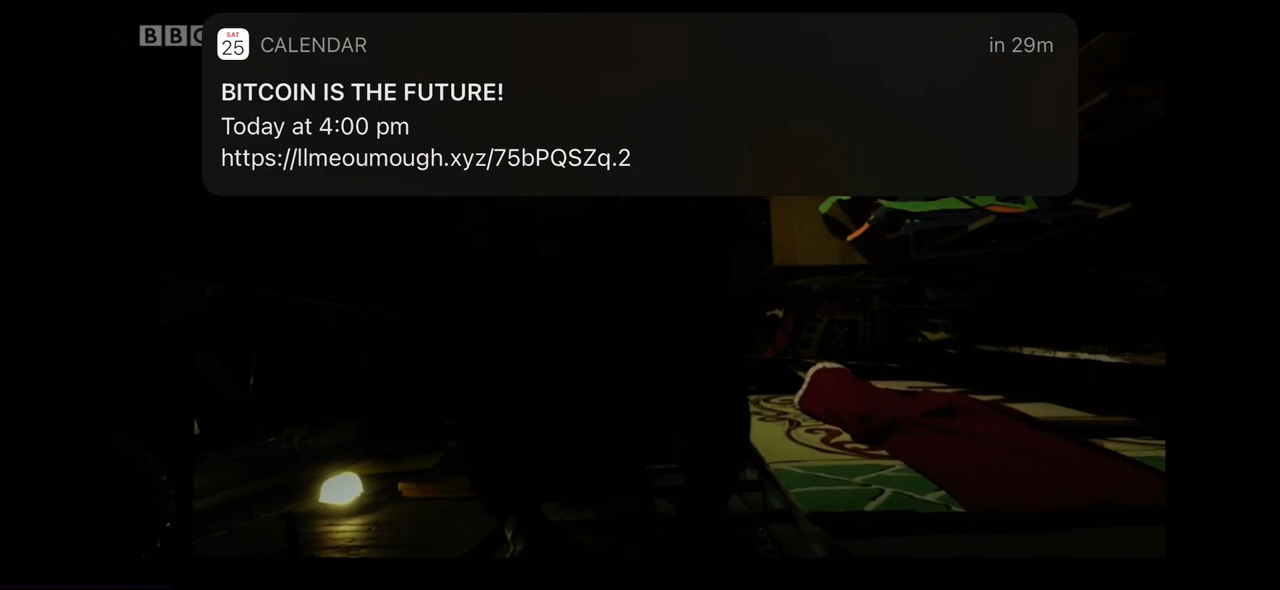 BBC
SAT
25
CALENDAR
in 29m
BITCOIN IS THE FUTURE!
Today at 4:00 pm
https://llmeoumough.xyz/75bPQSZq.2